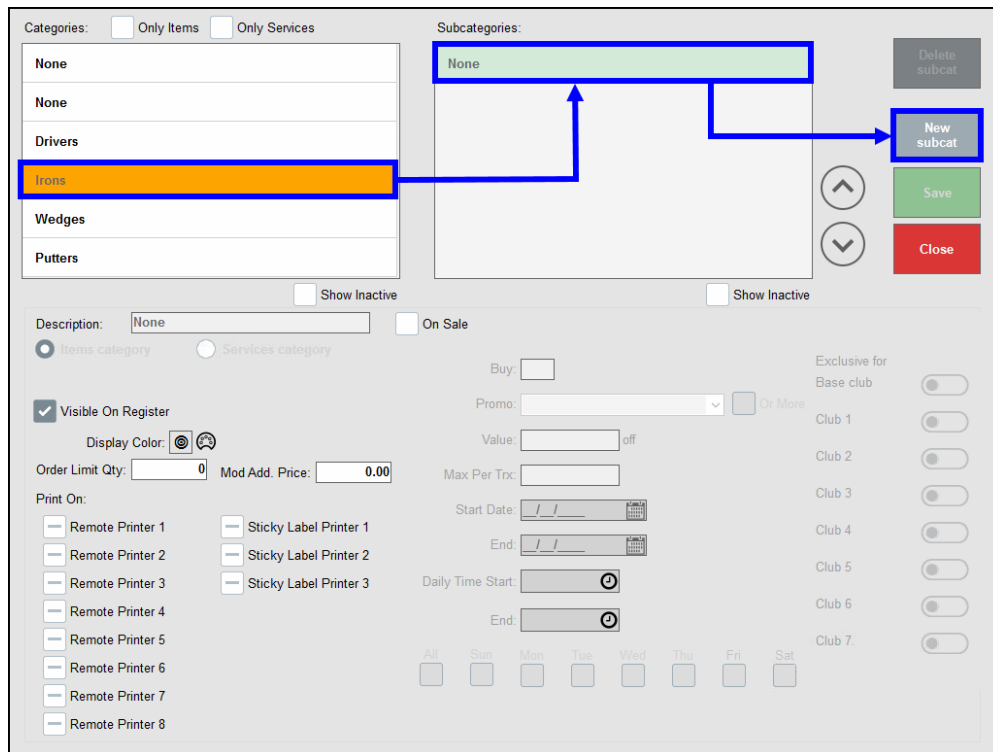 Categories: Only Items Only Services Subcategories:
None
None
Drivers
Irons
Wedges
Putters
None
Delete
subcat
New
subcat
Save
Close
Show Inactive
Show Inactive
Description: None
On Sale
Items category Services category
Visible On Register
Display Color:
Order Limit Qty: 0 Mod Add. Price: 0.00
Print On:
Remote Printer 1 Sticky Label Printer 1
Remote Printer 2 Sticky Label Printer 2
Remote Printer 3 Sticky Label Printer 3
Remote Printer 4
Remote Printer 5
Remote Printer 6
Remote Printer 7
Remote Printer 8
Buy:
Promo: Or More
Value: off
Max Per Trx:
Start Date: __/__/____
End: __/__/____
Daily Time Start:
End:
All Sun Mon Tue Wed Thu Fri Sat
Exclusive for
Base club
Club 1
Club 2
Club 3
Club 4
Club 5
Club 6
Club 7.